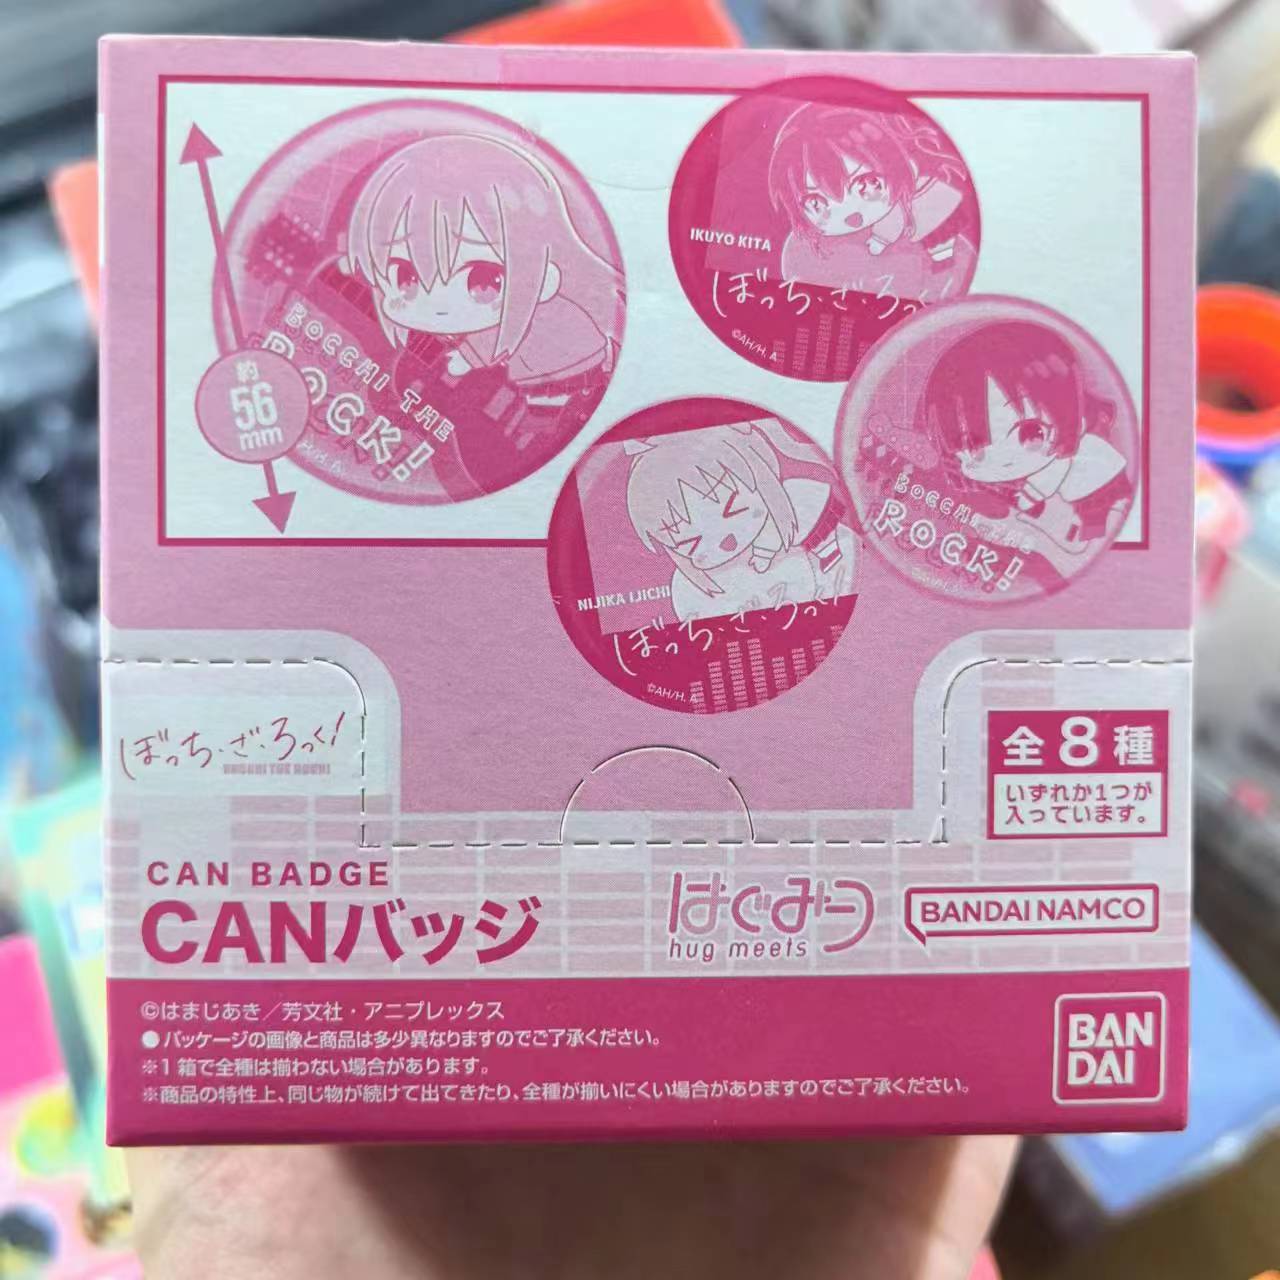 約
56
mm
BOCCHI THE
ROCK!
IKUYO KITA
ぼっち・ざ・ろっく!
©AH/H, A
BOCCHI THE
ROCK!
NIJIKA IJICHI
ぼっち・ざ・ろっく!
©AH/H, A
ぼっち・ざ・ろっく!
BOCCHI THE ROCK!
全8種
いずれか1つが
入っています。
CAN BADGE
CANバッジ
はぐみーつ
hug meets
BANDAI NAMCO
©はまじあき/芳文社・アニプレックス
●パッケージの画像と商品は多少異なりますのでご了承ください。
※1箱で全種は揃わない場合があります。
※商品の特性上、同じ物が続けて出てきたり、全種が揃いにくい場合がありますのでご了承ください。
BAN
DAI